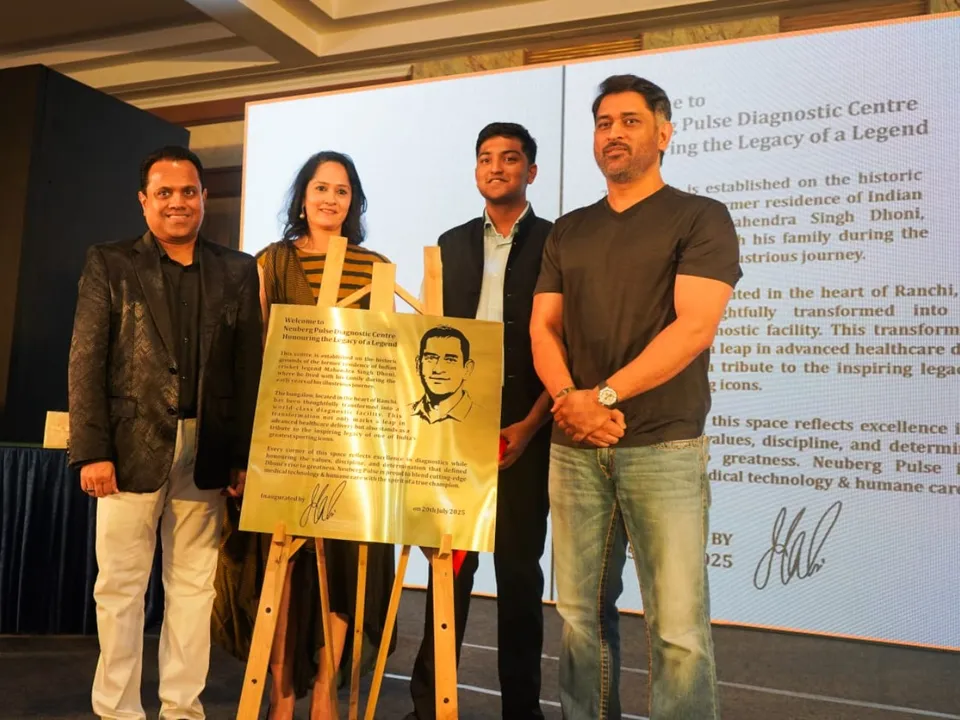 Welcome to
Neuberg Pulse Diagnostic Centre
Honouring the Legacy of a Legend
This centre is established on the historic
grounds of the former residence of Indian
cricket legend Mahendra Singh Dhoni,
where he lived with his family during the
early years of his illustrious journey.
The bungalow, located in the heart of Ranchi,
has been thoughtfully transformed into a
world class diagnostic facility. This
transformation not only marks a leap in
advanced healthcare delivery but also stands as a
tribute to the inspiring legacy of one of India's
greatest sporting icons.
Every corner of this space reflects excellence in diagnostics while
honouring the values, discipline, and determination that defined
Dhoni's rise to greatness. Neuberg Pulse is proud to blend cutting-edge
medical technology & humane care with the spirit of a true champion.
Inaugurated by
on 20th July 2025
e to
Pulse Diagnostic Centre
ing the Legacy of a Legend
is established on the historic
rmer residence of Indian
ahendra Singh Dhoni,
h his family during the
ustrious journey.
ated in the heart of Ranchi,
ghtfully transformed into
nostic facility. This transform
a leap in advanced healthcare d
a tribute to the inspiring lega
g icons.
this space reflects excellence i
values, discipline, and determi
greatness. Neuberg Pulse i
dical technology & humane care
BY
025